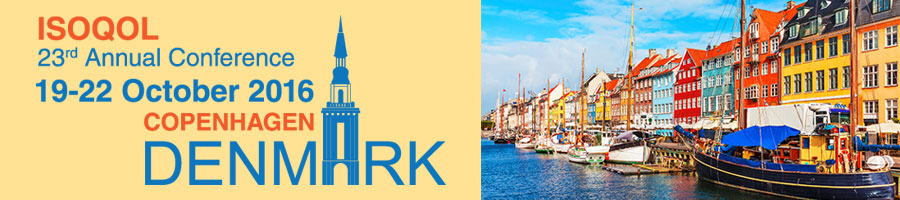 ISOQOL
23rd Annual Conference
19-22 October 2016
COPENHAGEN
DENMARK